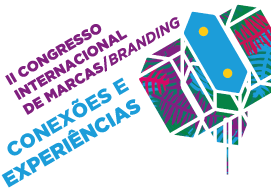 II CONGRESSO
INTERNACIONAL
DE MARCAS/BRANDING
CONEXÕES E
EXPERIÊNCIAS